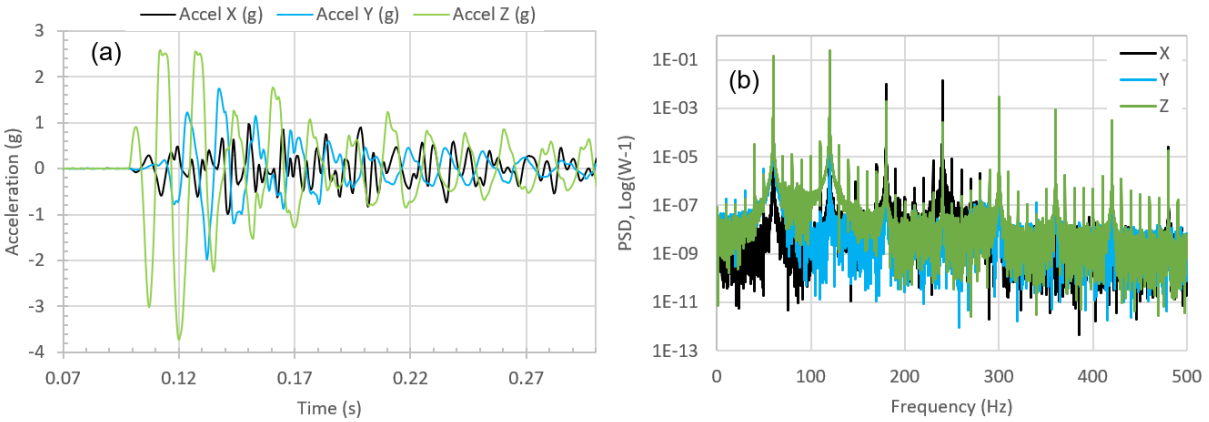 Accel X (g) Accel Y (g) Accel Z (g)
(a)
3
2
1
0
-1
-2
-3
-4
Acceleration (g)
0.07 0.12 0.17 0.22 0.27
Time (s)
(b)
X
Y
Z
1E-01
1E-03
1E-05
1E-07
1E-09
1E-11
1E-13
PSD, Log(W-1)
0 100 200 300 400 500
Frequency (Hz)